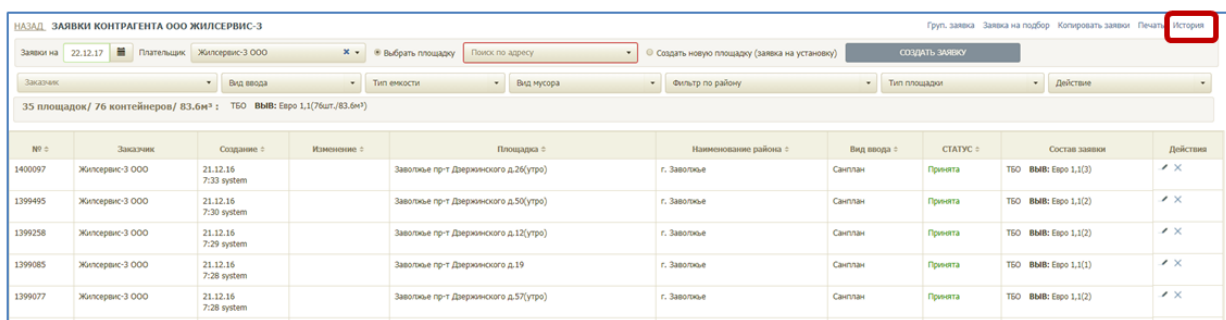 НАЗАД ЗАЯВКИ КОНТРАГЕНТА ООО ЖИЛСЕРВИС-3 Груп. заявка Заявка на подбор Копировать заявки Печать История
Заявки на 22.12.17 Плательщик Жилсервис-3 ООО Выбрать площадку Поиск по адресу Создать новую площадку (заявка на установку) СОЗДАТЬ ЗАЯВКУ
Заказчик Вид ввода Тип емкости Вид мусора Фильтр по району Тип площадки Действие
35 площадок/ 76 контейнеров/ 83.6м³ : ТБО ВЫВ: Евро 1,1(76шт./83.6м³)
№ Заказчик Создание Изменение Площадка Наименование района Вид ввода СТАТУС Состав заявки Действия
1400097 Жилсервис-3 ООО 21.12.16 Заволжье пр-т Дзержинского д.26(утро) г. Заволжье Санплан Принята ТБО ВЫВ: Евро 1,1(3)
7:33 system
1399495 Жилсервис-3 ООО 21.12.16 Заволжье пр-т Дзержинского д.50(утро) г. Заволжье Санплан Принята ТБО ВЫВ: Евро 1,1(2)
7:30 system
1399258 Жилсервис-3 ООО 21.12.16 Заволжье пр-т Дзержинского д.12(утро) г. Заволжье Санплан Принята ТБО ВЫВ: Евро 1,1(2)
7:29 system
1399085 Жилсервис-3 ООО 21.12.16 Заволжье пр-т Дзержинского д.19 г. Заволжье Санплан Принята ТБО ВЫВ: Евро 1,1(1)
7:28 system
1399077 Жилсервис-3 ООО 21.12.16 Заволжье пр-т Дзержинского д.57(утро) г. Заволжье Санплан Принята ТБО ВЫВ: Евро 1,1(2)
7:28 system